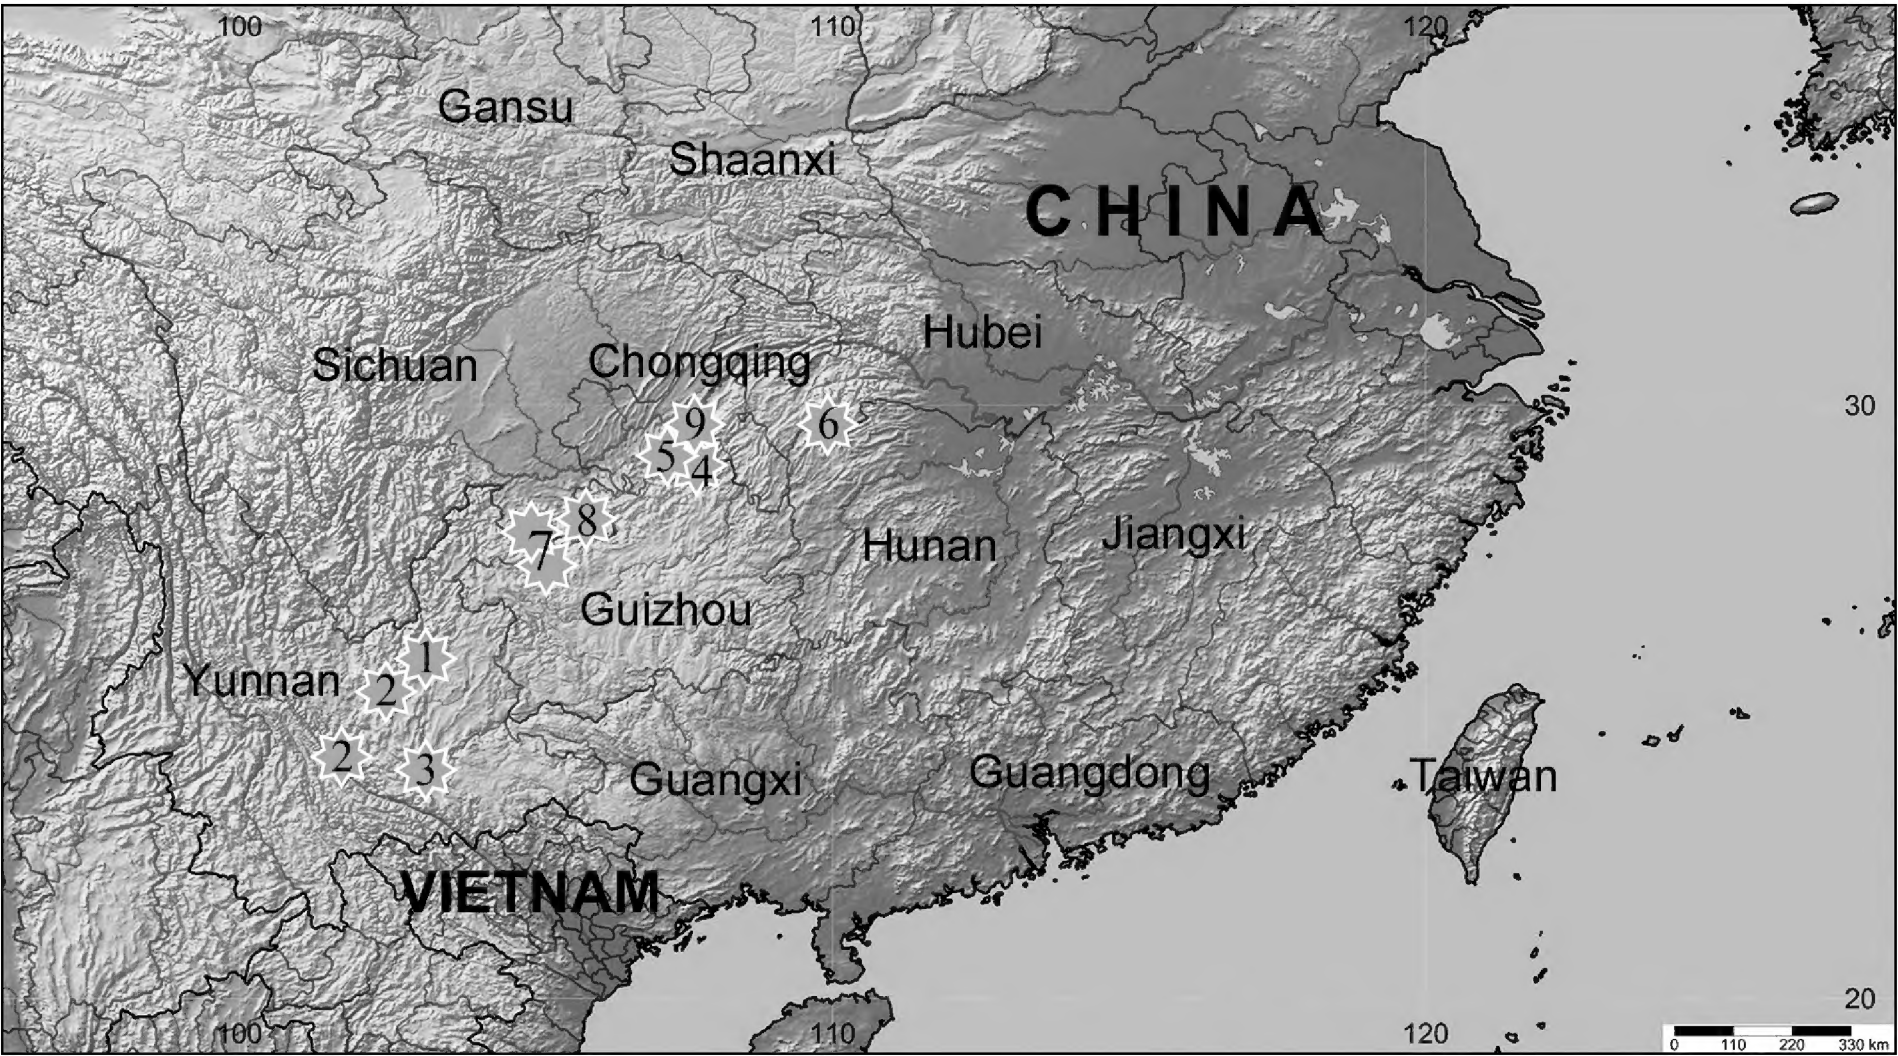 100 110 120
Gansu
Shaanxi
CHINA
Hubei
Sichuan Chongqing
30
9 6
5 4
8
7
Hunan Jiangxi
Guizhou
1
Yunnan 2
2 3
Guangxi Guangdong Taiwan
VIETNAM
20
100 110 120
0 110 220 330 km